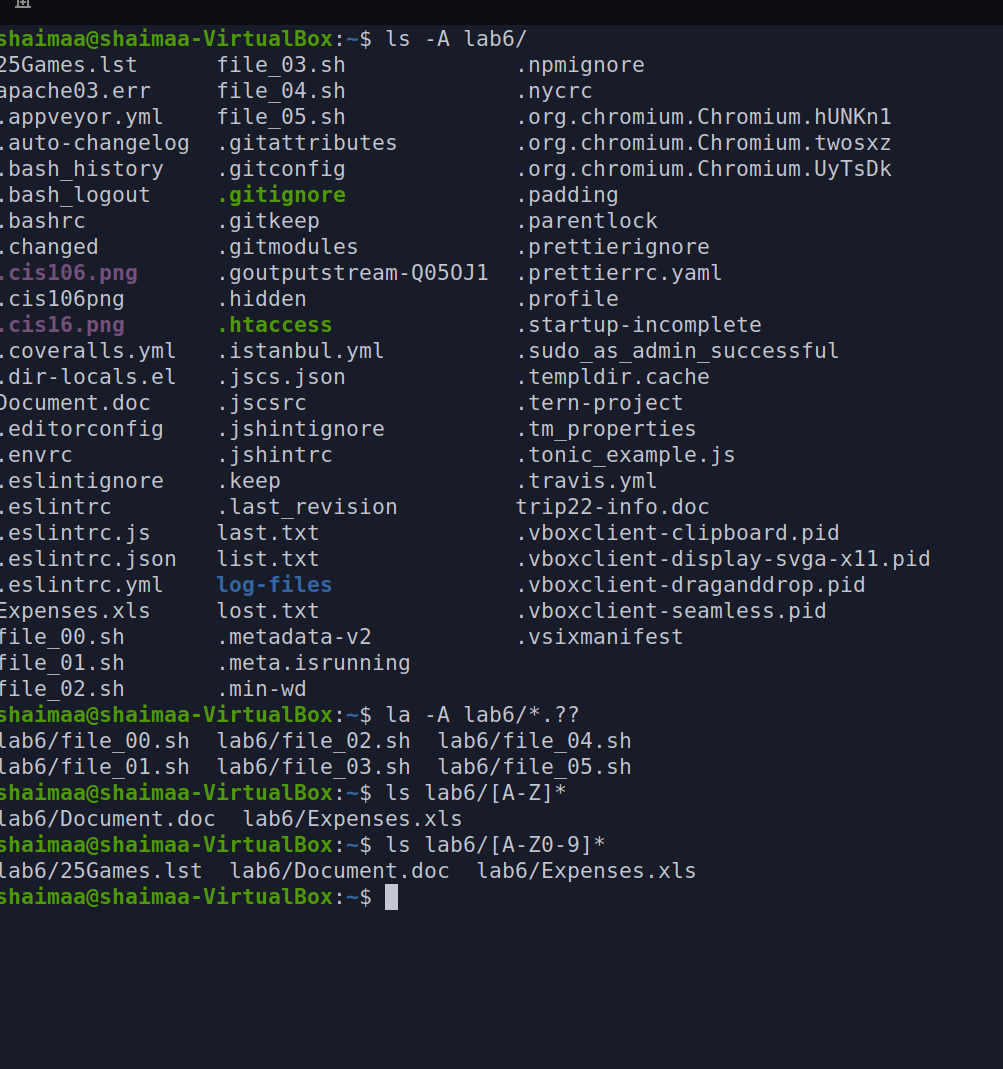 shaimaa@shaimaa-VirtualBox:~$ ls -A lab6/
25Games.lst      file_03.sh             .npmignore
apache03.err     file_04.sh             .nycrc
.appveyor.yml    file_05.sh             .org.chromium.Chromium.hUNKn1
.auto-changelog  .gitattributes         .org.chromium.Chromium.twosxz
.bash_history    .gitconfig             .org.chromium.Chromium.UyTsDk
.bash_logout     .gitignore             .padding
.bashrc          .gitkeep               .parentlock
.changed         .gitmodules            .prettierignore
.cis106.png      .goutputstream-Q05OJ1  .prettierrc.yaml
.cis106png       .hidden                .profile
.cis16.png       .htaccess              .startup-incomplete
.coveralls.yml   .istanbul.yml          .sudo_as_admin_successful
.dir-locals.el   .jscs.json             .templdir.cache
Document.doc     .jscsrc                .tern-project
.editorconfig    .jshintignore          .tm_properties
.envrc           .jshintrc              .tonic_example.js
.eslintignore    .keep                  .travis.yml
.eslintrc        .last_revision         trip22-info.doc
.eslintrc.js     last.txt               .vboxclient-clipboard.pid
.eslintrc.json   list.txt               .vboxclient-display-svga-x11.pid
.eslintrc.yml    log-files              .vboxclient-draganddrop.pid
Expenses.xls     lost.txt               .vboxclient-seamless.pid
file_00.sh       .metadata-v2           .vsixmanifest
file_01.sh       .meta.isrunning
file_02.sh       .min-wd
shaimaa@shaimaa-VirtualBox:~$ la -A lab6/*.??
lab6/file_00.sh  lab6/file_02.sh  lab6/file_04.sh
lab6/file_01.sh  lab6/file_03.sh  lab6/file_05.sh
shaimaa@shaimaa-VirtualBox:~$ ls lab6/[A-Z]*
lab6/Document.doc  lab6/Expenses.xls
shaimaa@shaimaa-VirtualBox:~$ ls lab6/[A-Z0-9]*
lab6/25Games.lst  lab6/Document.doc  lab6/Expenses.xls
shaimaa@shaimaa-VirtualBox:~$